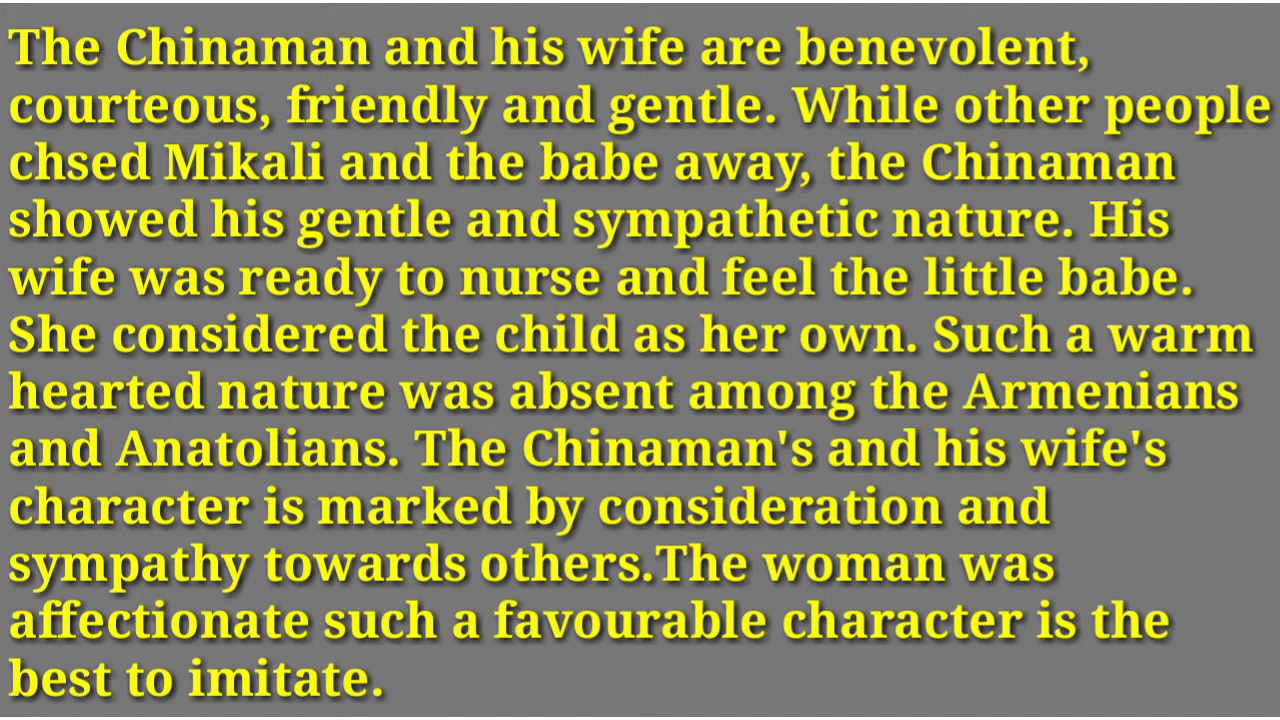 The Chinaman and his wife are benevolent,
courteous, friendly and gentle. While other people
chsed Mikali and the babe away, the Chinaman
showed his gentle and sympathetic nature. His
wife was ready to nurse and feel the little babe.
She considered the child as her own. Such a warm
hearted nature was absent among the Armenians
and Anatolians. The Chinaman's and his wife's
character is marked by consideration and
sympathy towards others.The woman was
affectionate such a favourable character is the
best to imitate.